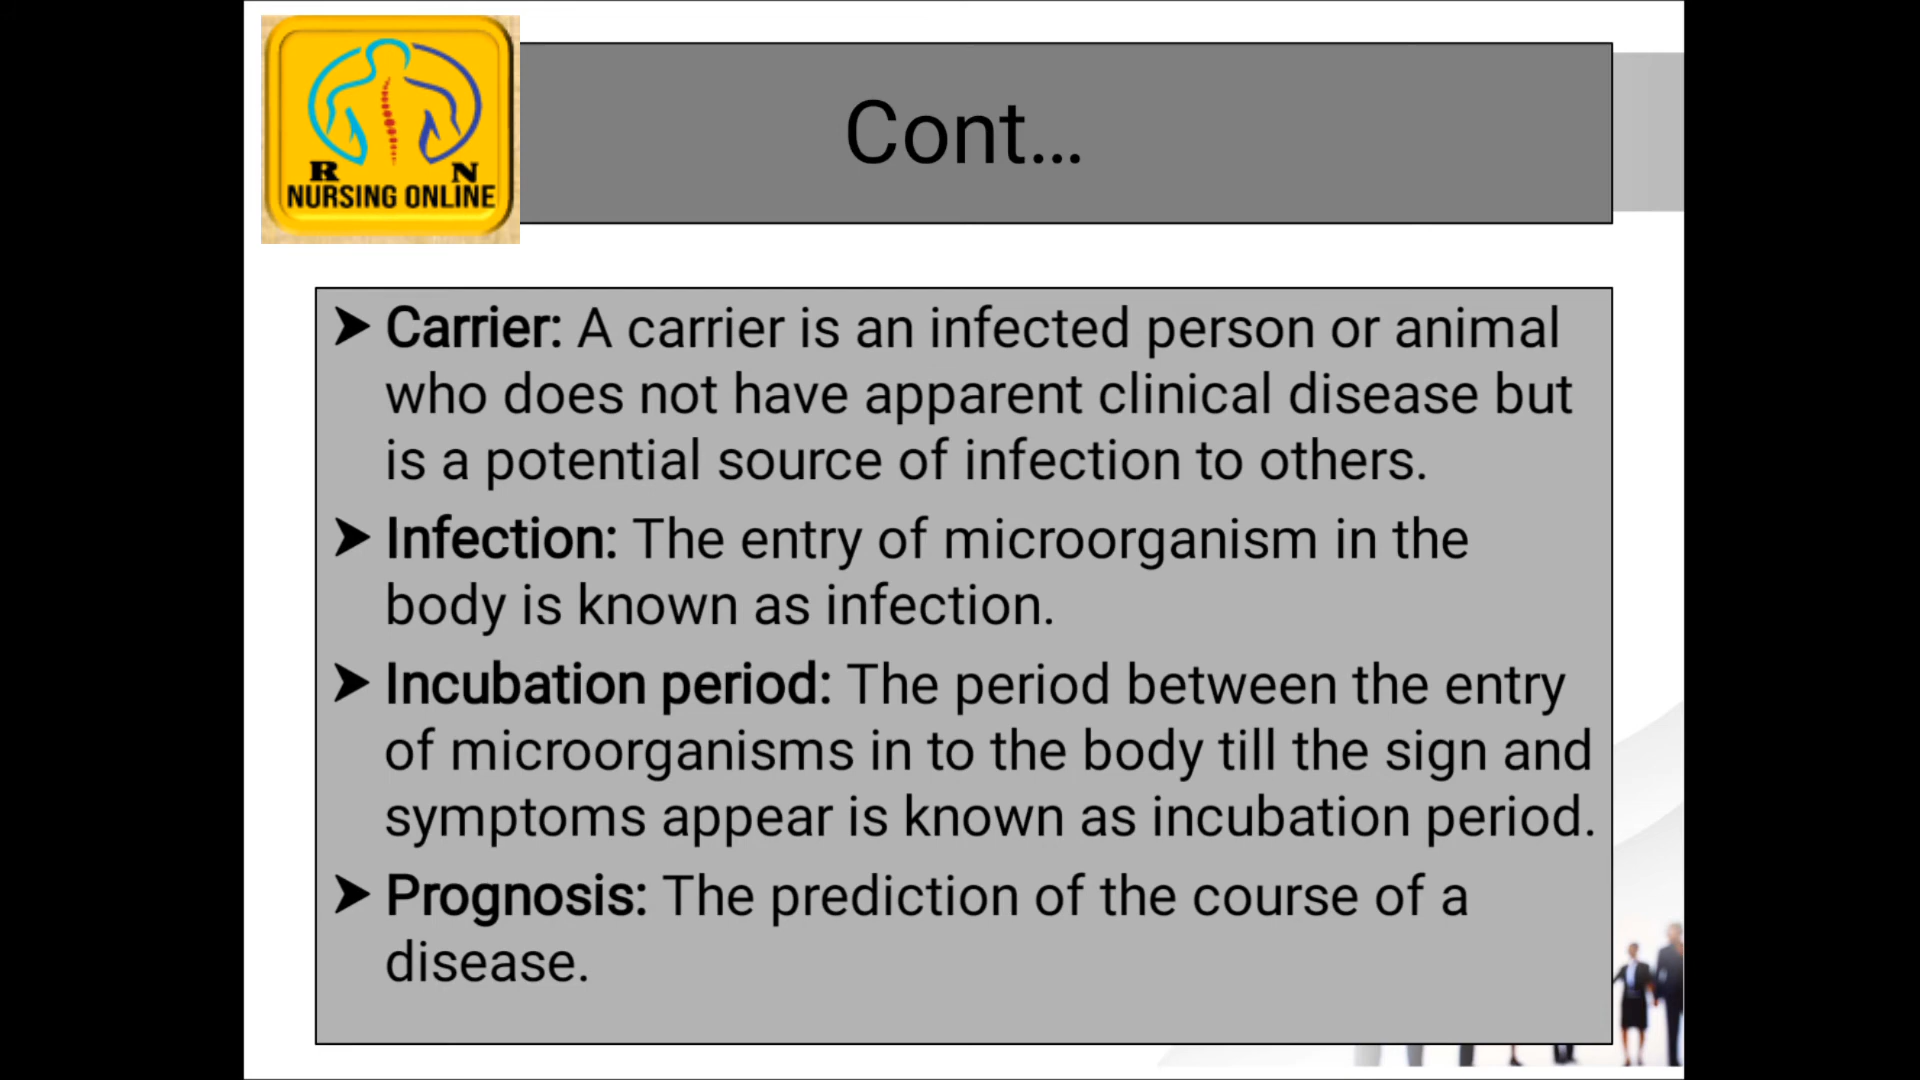 R N
NURSING ONLINE
Cont...
➤ Carrier: A carrier is an infected person or animal
who does not have apparent clinical disease but
is a potential source of infection to others.
➤ Infection: The entry of microorganism in the
body is known as infection.
➤ Incubation period: The period between the entry
of microorganisms in to the body till the sign and
symptoms appear is known as incubation period.
➤ Prognosis: The prediction of the course of a
disease.